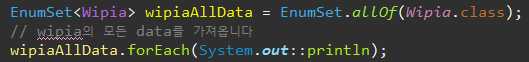 EnumSet<Wipia> wipiaAllData = EnumSet.allOf(Wipia.class);
// wipia의 모든 data를 가져옵니다
wipiaAllData.forEach(System.out::println);